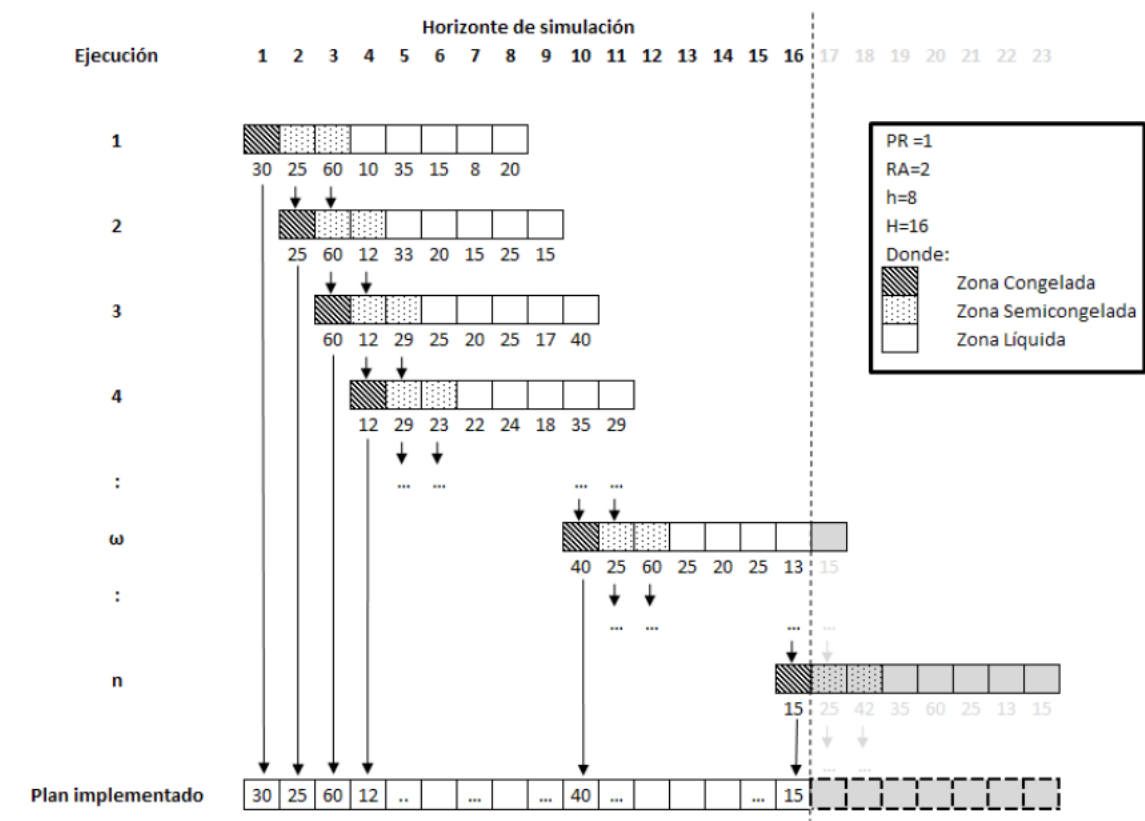 Horizonte de simulación
Ejecución 1 2 3 4 5 6 7 8 9 10 11 12 13 14 15 16 17 18 19 20 21 22 23
1
30 25 60 10 35 15 8 20
2
25 60 12 33 20 15 25 15
3
60 12 29 25 20 25 17 40
4
12 29 23 22 24 18 35 29
: ... ... ... ...
ω
40 25 60 25 20 25 13 15
:
... ... ... ...
n
15 25 42 35 60 25 13 15
... ...
Plan implementado 30 25 60 12 .. ... ... 40 ... ... 15
PR =1
RA=2
h=8
H=16
Donde:
Zona Congelada
Zona Semicongelada
Zona Líquida